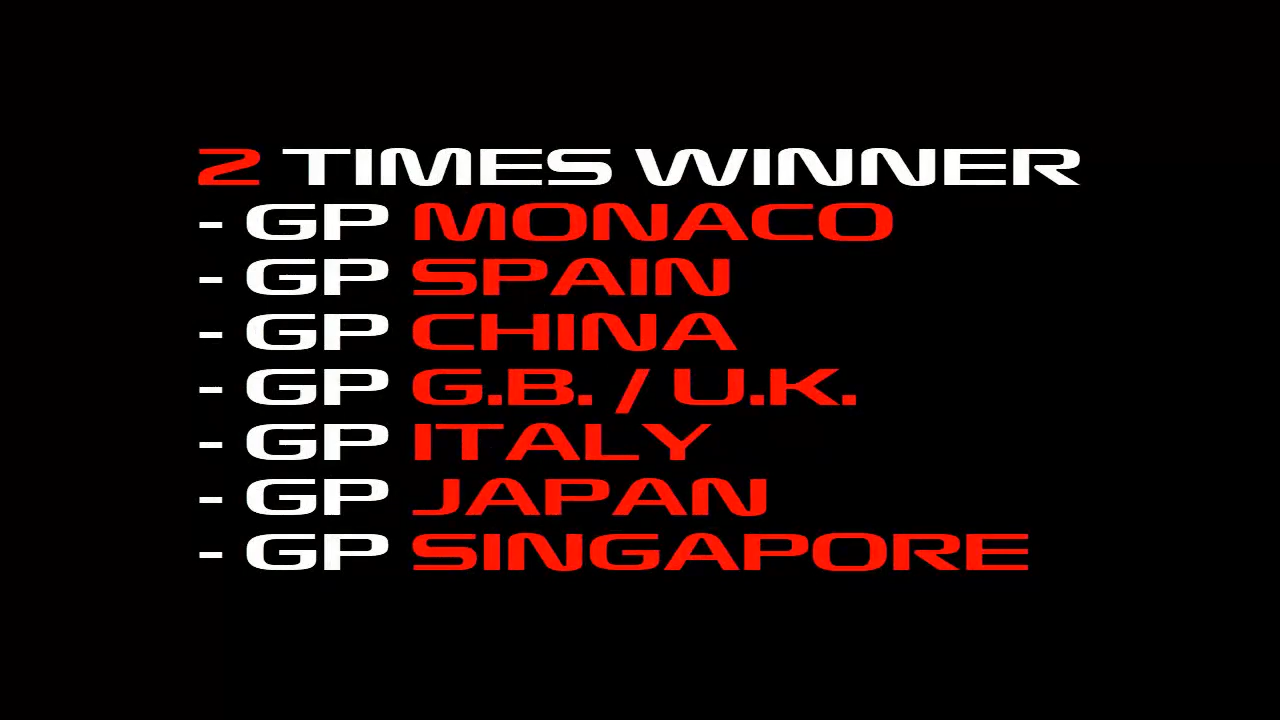 2 TIMES WINNER
- GP MONACO
- GP SPAIN
- GP CHINA
- GP G.B. / U.K.
- GP ITALY
- GP JAPAN
- GP SINGAPORE